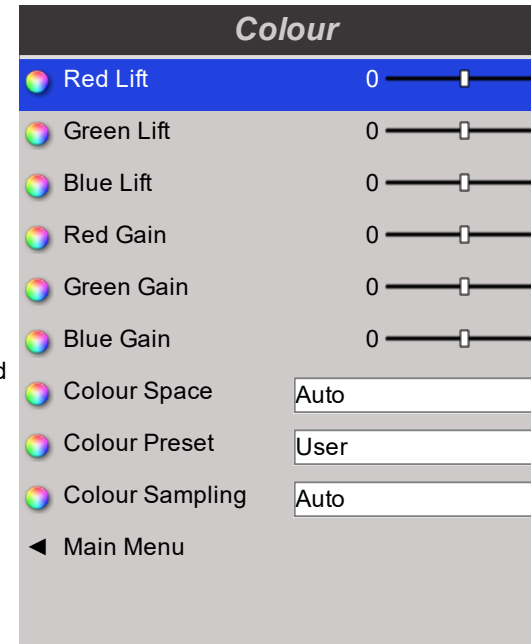 Colour
Red Lift 0
Green Lift 0
Blue Lift 0
Red Gain 0
Green Gain 0
Blue Gain 0
d
Colour Space Auto
Colour Preset User
Colour Sampling Auto
◄ Main Menu